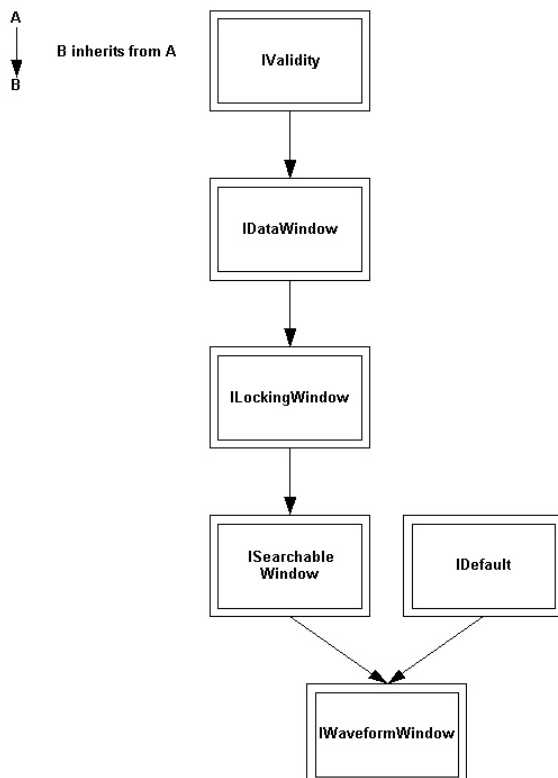 A
B inherits from A
B
IValidity
IDataWindow
ILockingWindow
ISearchable
Window
IDefault
IWaveformWindow